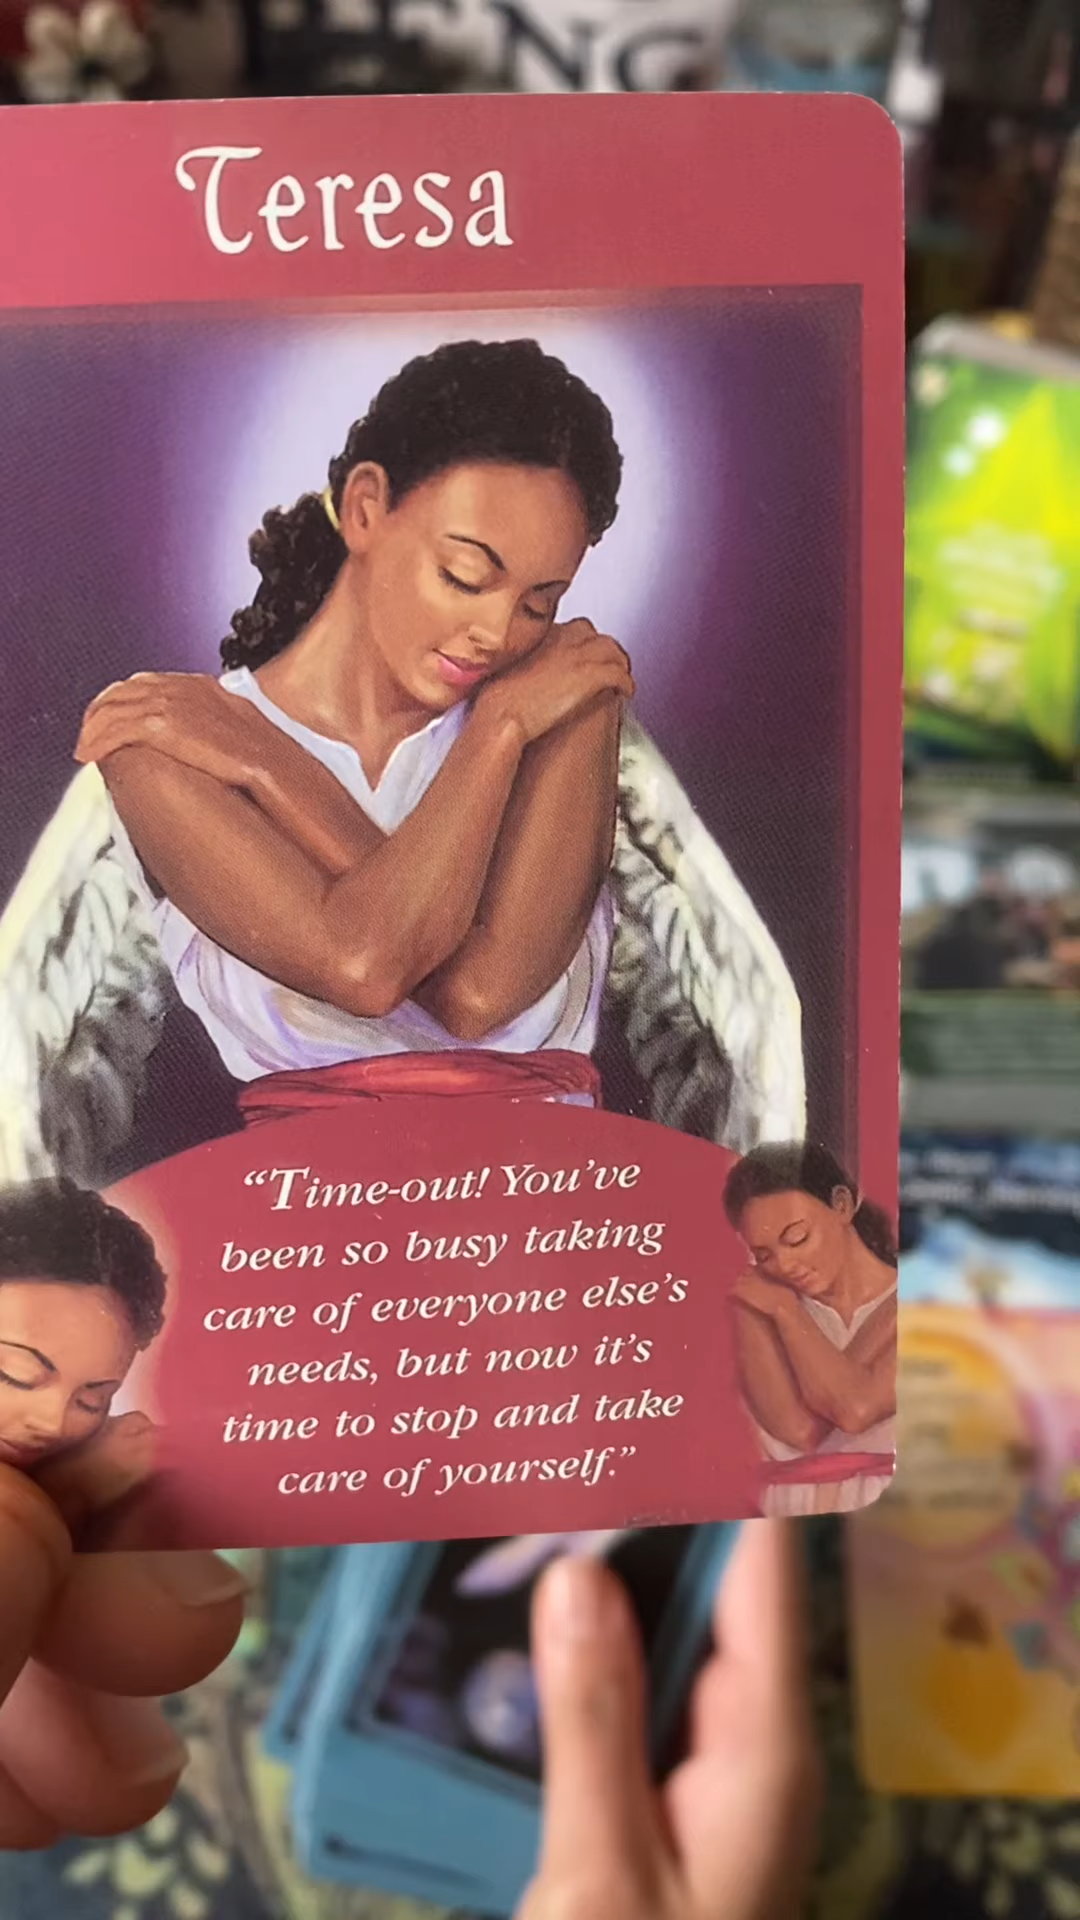 ENG
Teresa
“Time-out! You’ve
been so busy taking
care of everyone else’s
needs, but now it’s
time to stop and take
care of yourself.”